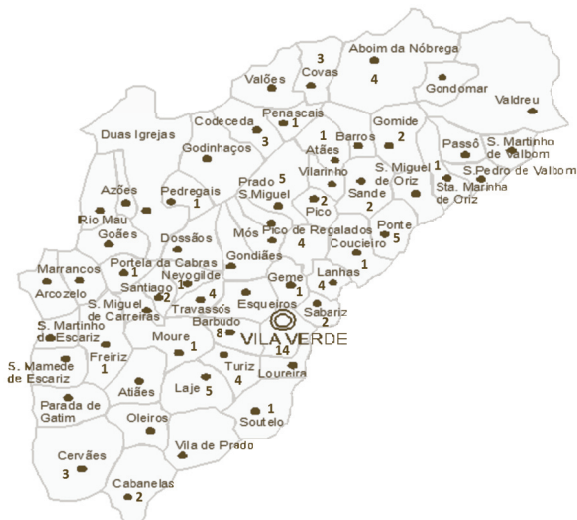 3
Aboim da Nóbrega
Valões
Covas
4
Gondomar
Valdreu
Codeceda
Penascais
1
3
1
Gomide
Duas Igrejas
Barros
2
Passô
S. Martinho
de Valbom
Godinhaços
Atães
Prado 5
S.Miguel
Vilarinho
S. Miguel
de Oriz
1
S.Pedro de Valbom
Azões
Pedregais
1
Sande
2
Sta. Marinha
de Oriz
2
Pico
Rio Mau
Mós
Pico de Regalados
4
Ponte
5
Goães
Dossãos
Coucieiro
1
Portela da Cabras
1
Gondiães
Marrancos
Nevogilde
1
Geme
1
Lanhas
4
Arcozelo
Santiago
2
4
Esqueiros
S. Miguel
de Carreiras
Travassós
Sabariz
2
S. Martinho
de Escariz
Barbudo
8
VILA VERDE
14
Moure
1
Freiriz
1
S. Mamede
de Escariz
Turiz
4
Loureira
Atiães
Laje
5
Parada de
Gatim
Oleiros
1
Soutelo
Vila de Prado
Cervães
3
Cabanelas
2